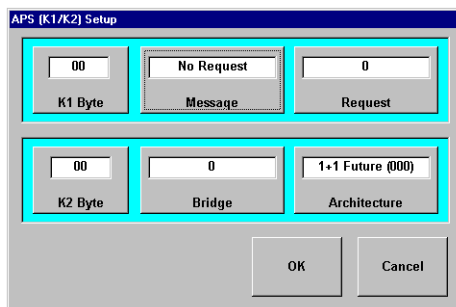 APS (K1/K2) Setup
00 No Request 0
K1 Byte Message Request
00 0 1+1 Future (000)
K2 Byte Bridge Architecture
OK Cancel